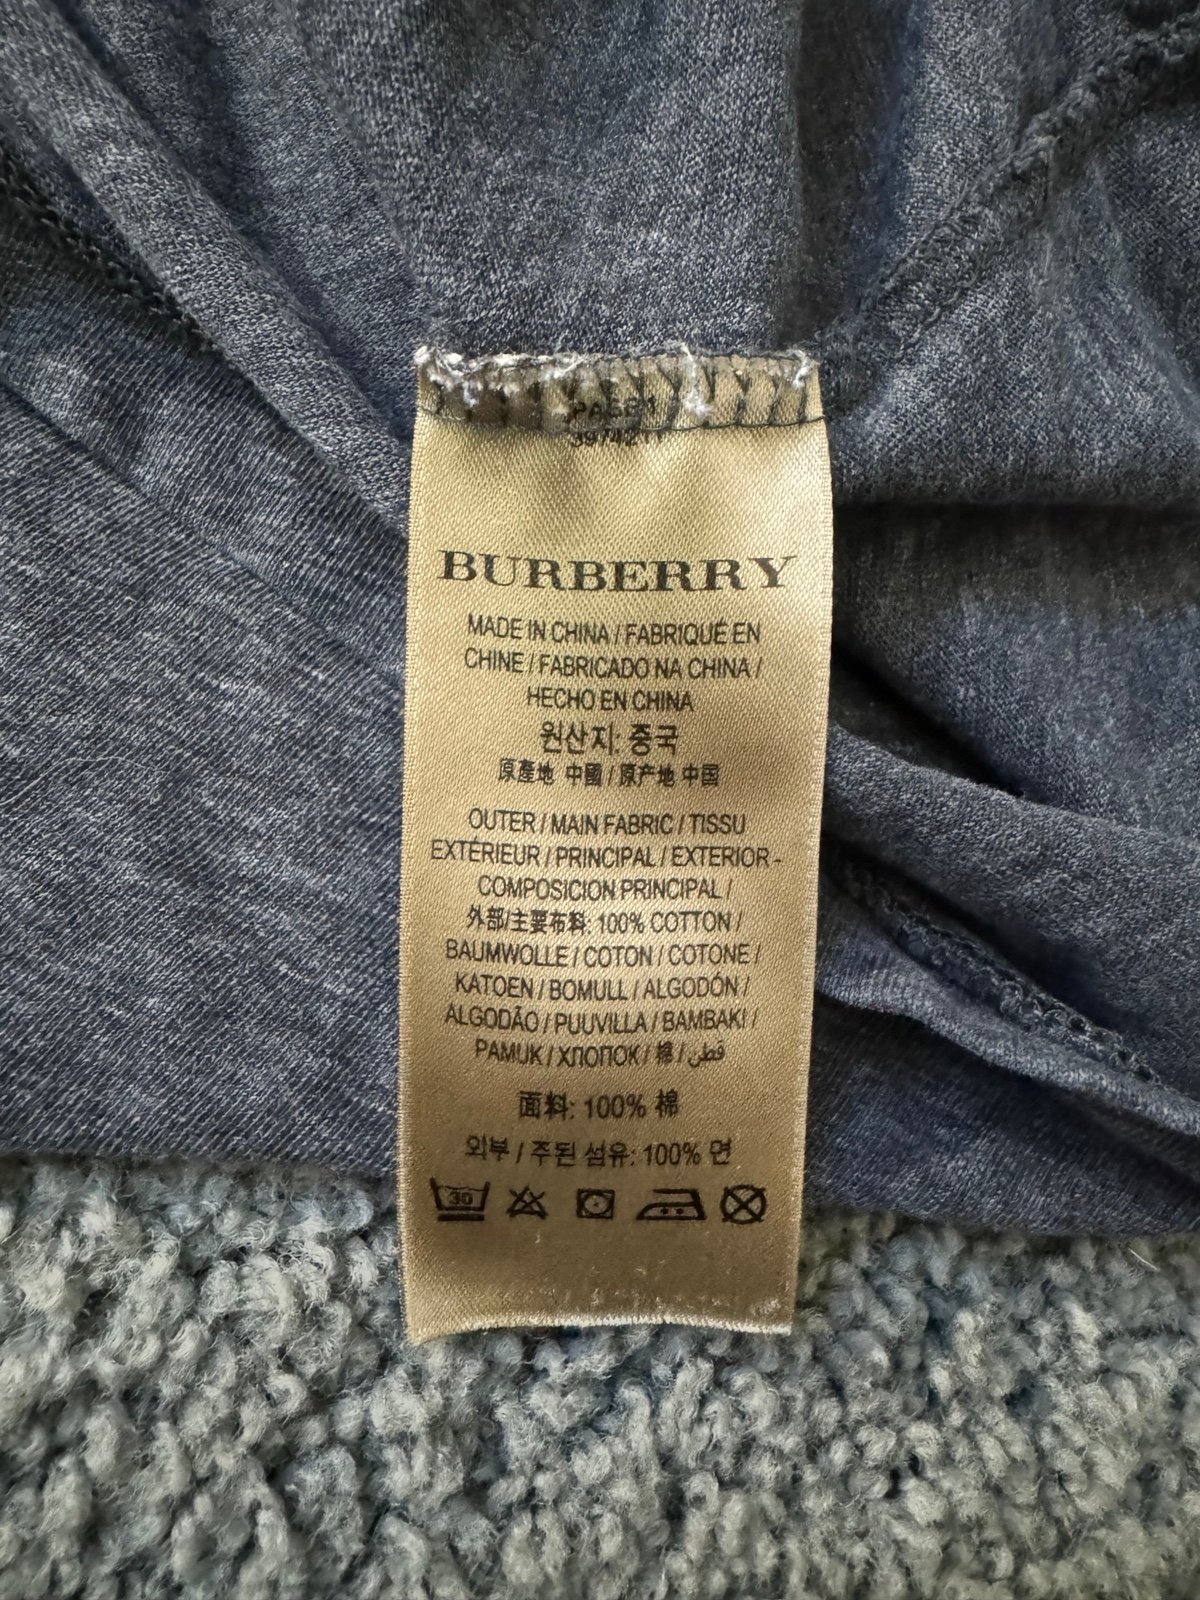 BURBERRY
MADE IN CHINA / FABRIQUÉ EN
CHINE / FABRICADO NA CHINA /
HECHO EN CHINA
원산지: 중국
原產地 中國 / 原产地 中国
OUTER / MAIN FABRIC / TISSU
EXTÉRIEUR / PRINCIPAL / EXTERIOR -
COMPOSICION PRINCIPAL /
外部/主要布料: 100% COTTON /
BAUMWOLLE / COTON / COTONE /
KATOEN / BOMULL / ALGODÓN /
ALGODÃO / PUUVILLA / BAMBAKI /
PAMUK / ХЛОПОК / 棉 / قطن
面料: 100% 棉
외부 / 주된 섬유: 100% 면
30